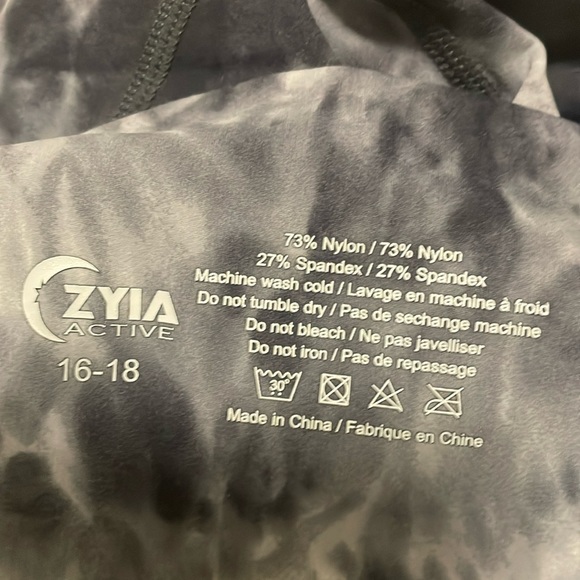 ZYIA
ACTIVE
16-18
73% Nylon / 73% Nylon
27% Spandex / 27% Spandex
Machine wash cold / Lavage en machine à froid
Do not tumble dry / Pas de sechange machine
Do not bleach / Ne pas javelliser
Do not iron / Pas de repassage
30°
Made in China / Fabrique en Chine